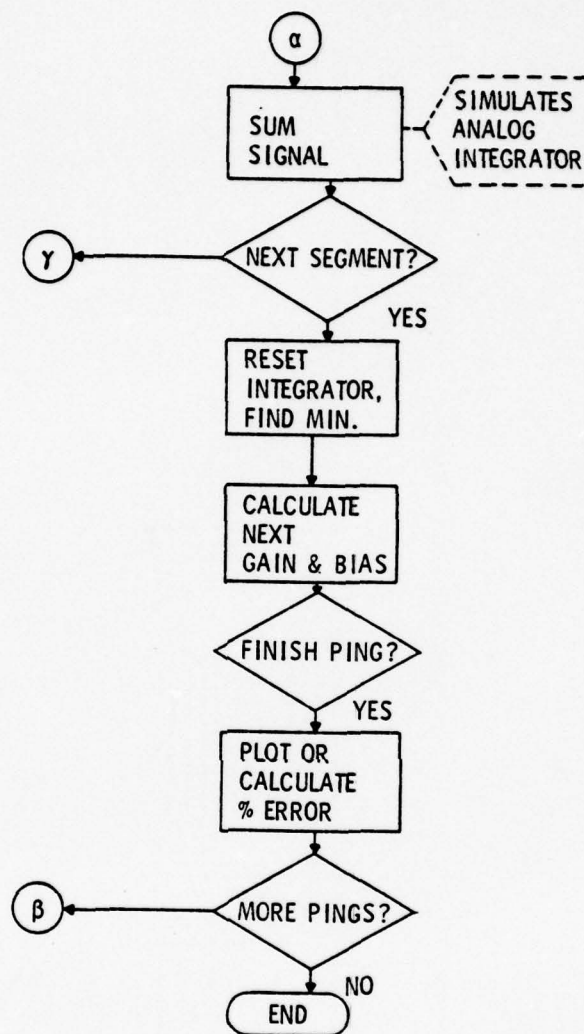 α
SUM
SIGNAL
SIMULATES
ANALOG
INTEGRATOR
NEXT SEGMENT?
γ
YES
RESET
INTEGRATOR,
FIND MIN.
CALCULATE
NEXT
GAIN & BIAS
FINISH PING?
YES
PLOT OR
CALCULATE
% ERROR
MORE PINGS?
β
NO
END